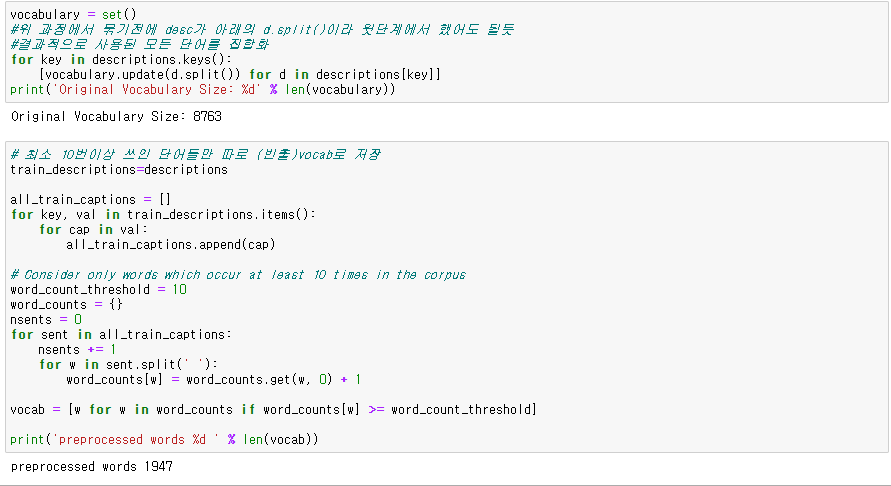 vocabulary = set()
#위 과정에서 묶기전에 desc가 아래의 d.split()이라 윗단계에서 했어도 될듯
#결과적으로 사용된 모든 단어를 집합화
for key in descriptions.keys():
    [vocabulary.update(d.split()) for d in descriptions[key]]
print('Original Vocabulary Size: %d' % len(vocabulary))
Original Vocabulary Size: 8763
# 최소 10번이상 쓰인 단어들만 따로 (빈출)vocab로 저장
train_descriptions=descriptions
all_train_captions = []
for key, val in train_descriptions.items():
    for cap in val:
        all_train_captions.append(cap)
# Consider only words which occur at least 10 times in the corpus
word_count_threshold = 10
word_counts = {}
nsents = 0
for sent in all_train_captions:
    nsents += 1
    for w in sent.split(' '):
        word_counts[w] = word_counts.get(w, 0) + 1
vocab = [w for w in word_counts if word_counts[w] >= word_count_threshold]
print('preprocessed words %d ' % len(vocab))
preprocessed words 1947